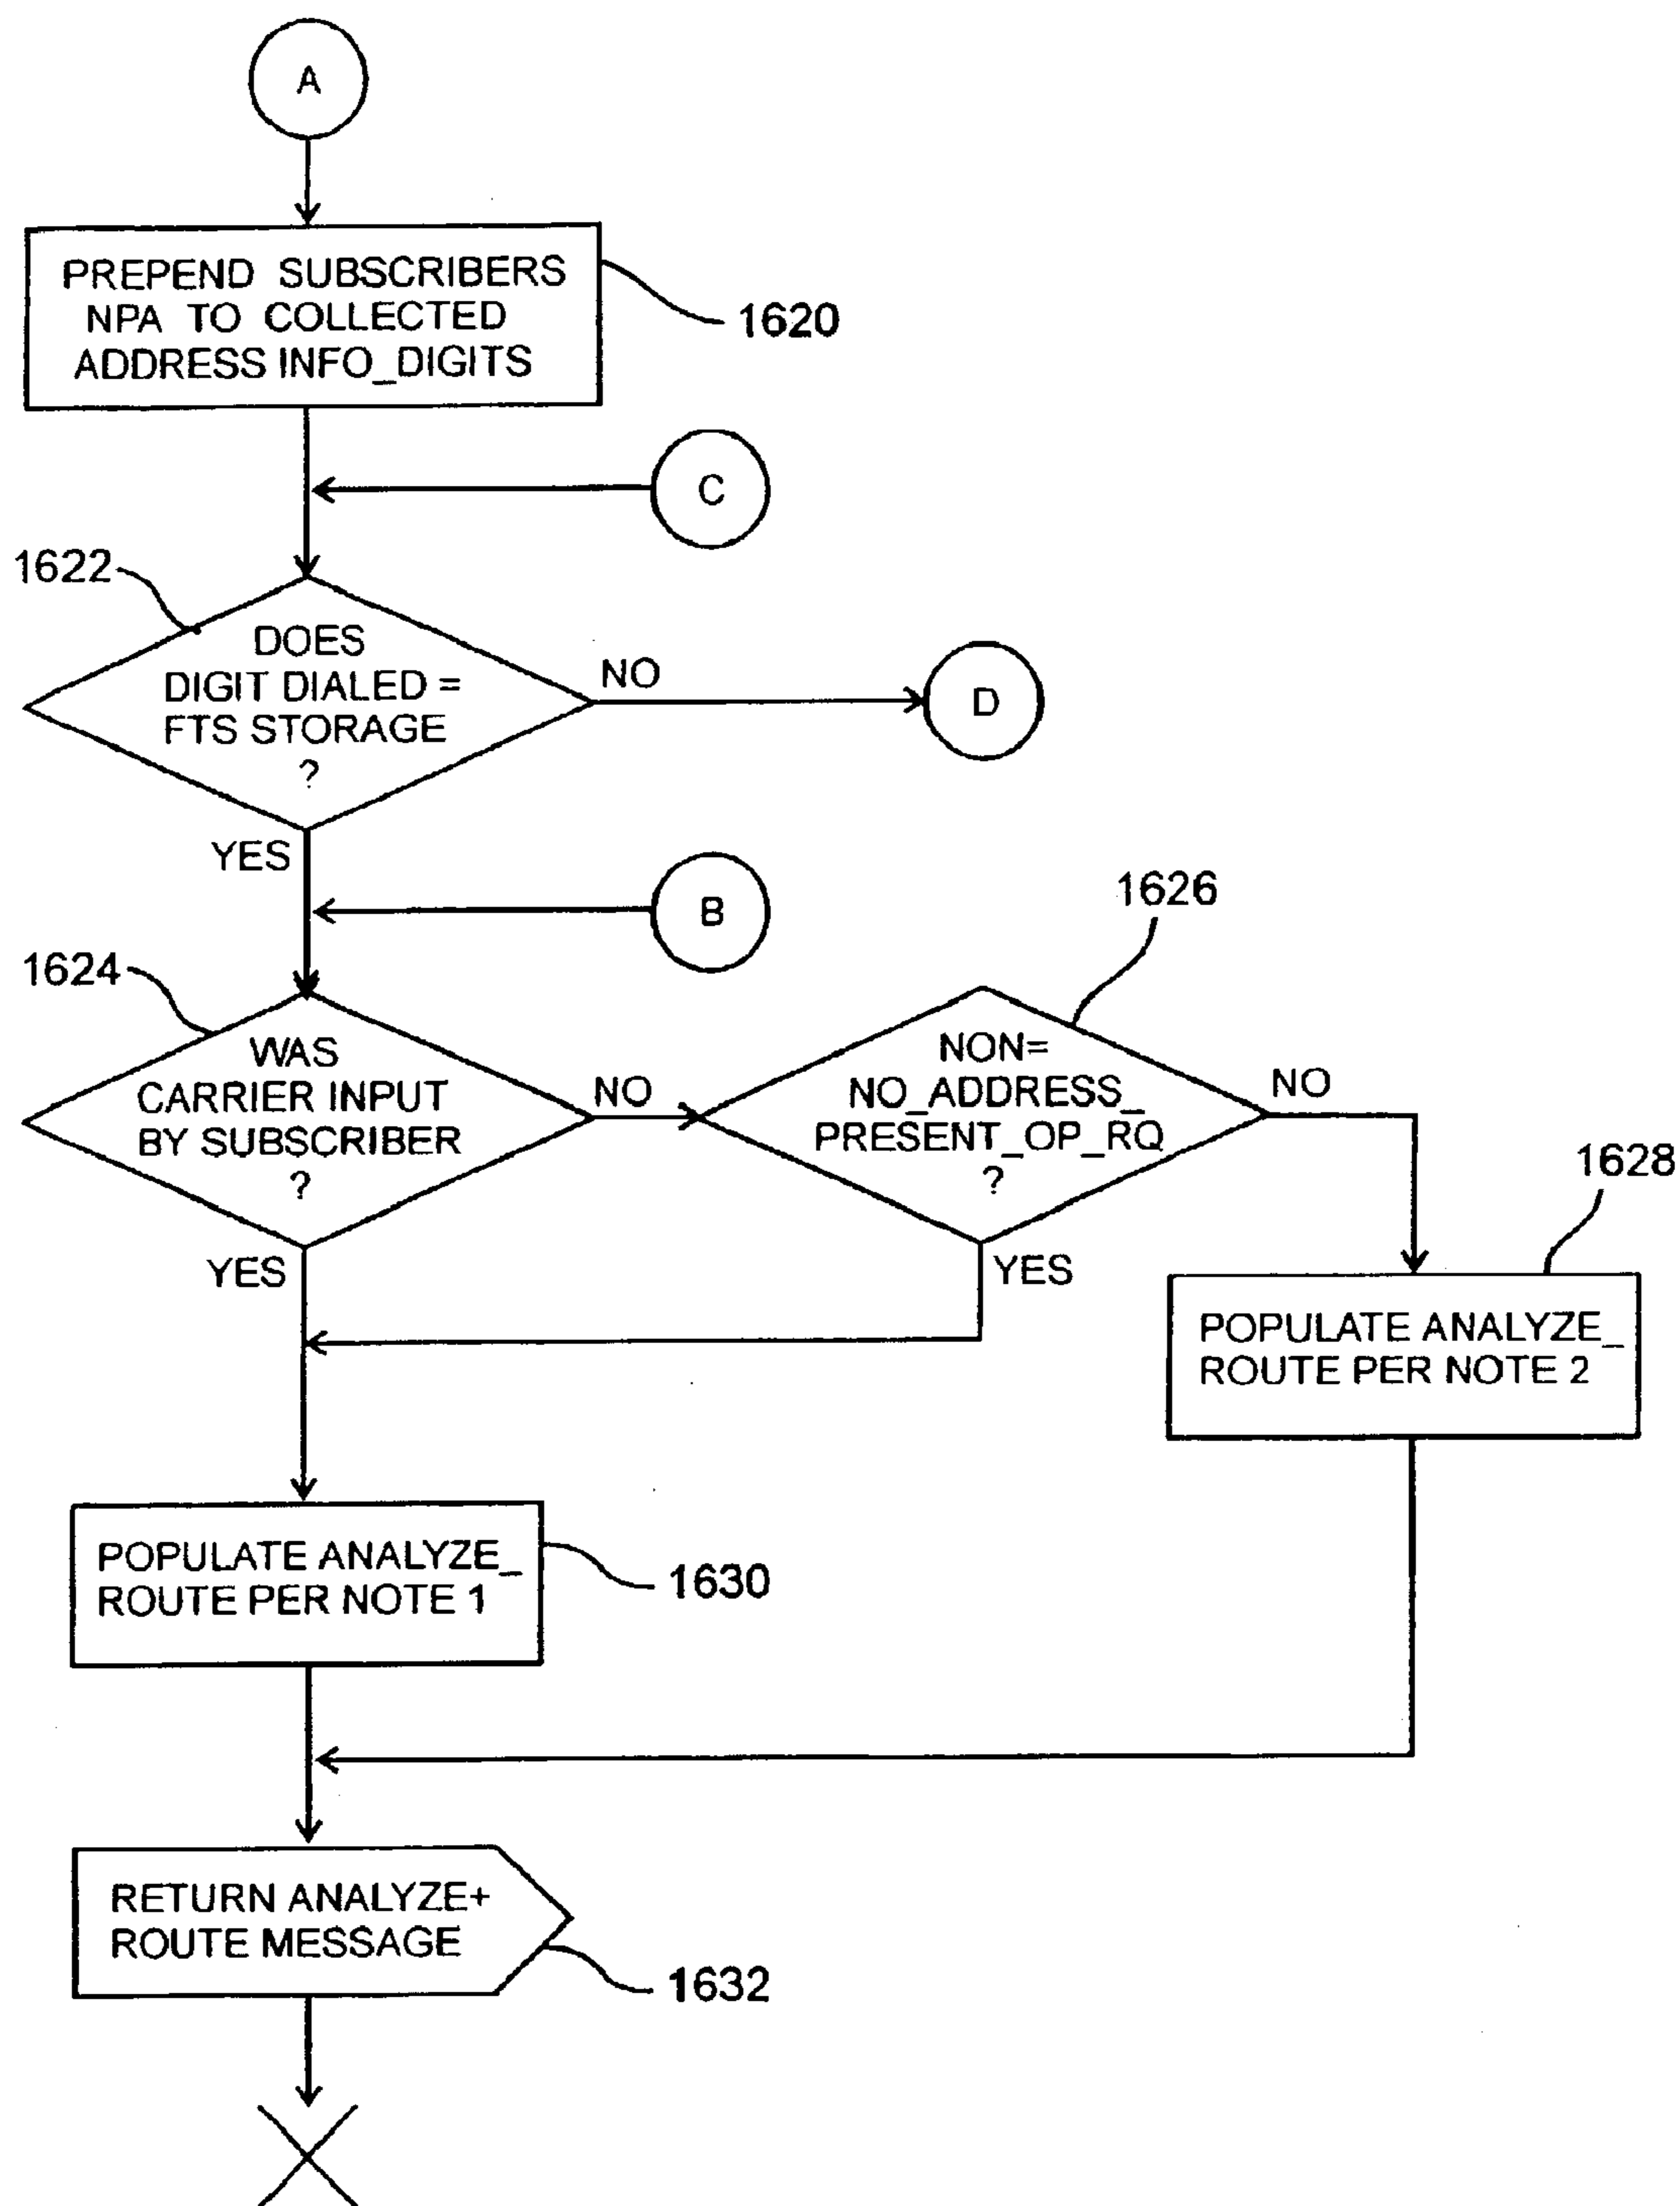 A
PREPEND SUBSCRIBERS
NPA TO COLLECTED
ADDRESS INFO_DIGITS
1620
C
1622
DOES
DIGIT DIALED =
FTS STORAGE
?
NO
D
YES
B
1624
WAS
CARRIER INPUT
BY SUBSCRIBER
?
NO
1626
NON=
NO_ADDRESS_
PRESENT_OP_RQ
?
NO
1628
YES
YES
POPULATE ANALYZE_
ROUTE PER NOTE 2
POPULATE ANALYZE_
ROUTE PER NOTE 1
1630
RETURN ANALYZE+
ROUTE MESSAGE
1632